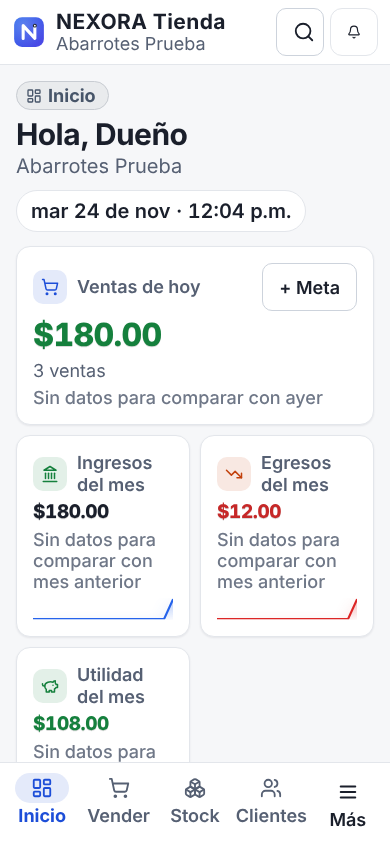 N
NEXORA Tienda
Abarrotes Prueba
Inicio
Hola, Dueño
Abarrotes Prueba
mar 24 de nov · 12:04 p.m.
Ventas de hoy
+ Meta
$180.00
3 ventas
Sin datos para comparar con ayer
Ingresos
del mes
$180.00
Sin datos para
comparar con
mes anterior
Egresos
del mes
$12.00
Sin datos para
comparar con
mes anterior
Utilidad
del mes
$108.00
Sin datos para
Inicio
Vender
Stock
Clientes
Más